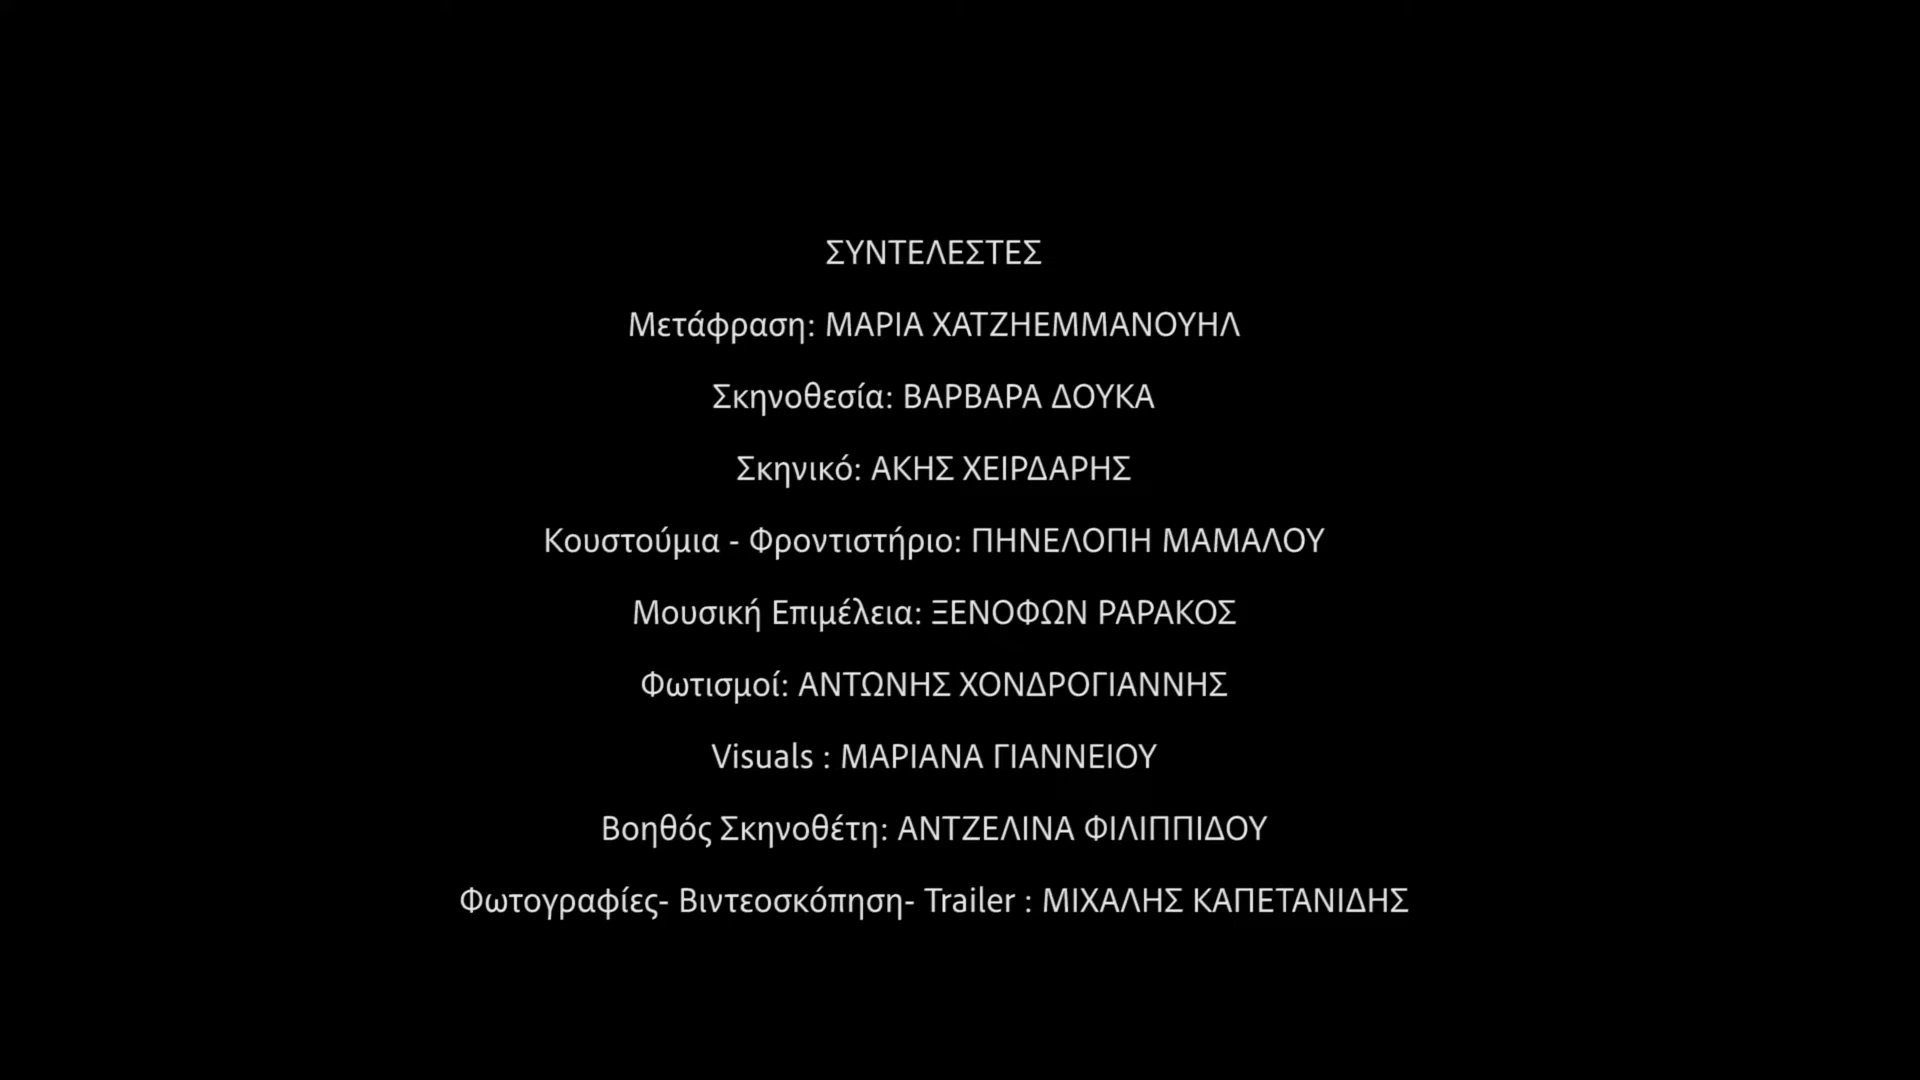 ΣΥΝΤΕΛΕΣΤΕΣ
Μετάφραση: ΜΑΡΙΑ ΧΑΤΖΗΕΜΜΑΝΟΥΗΛ
Σκηνοθεσία: ΒΑΡΒΑΡΑ ΔΟΥΚΑ
Σκηνικό: ΑΚΗΣ ΧΕΙΡΔΑΡΗΣ
Κουστούμια - Φροντιστήριο: ΠΗΝΕΛΟΠΗ ΜΑΜΑΛΟΥ
Μουσική Επιμέλεια: ΞΕΝΟΦΩΝ ΡΑΡΑΚΟΣ
Φωτισμοί: ΑΝΤΩΝΗΣ ΧΟΝΔΡΟΓΙΑΝΝΗΣ
Visuals : ΜΑΡΙΑΝΑ ΓΙΑΝΝΕΙΟΥ
Βοηθός Σκηνοθέτη: ΑΝΤΖΕΛΙΝΑ ΦΙΛΙΠΠΙΔΟΥ
Φωτογραφίες- Βιντεοσκόπηση- Trailer : ΜΙΧΑΛΗΣ ΚΑΠΕΤΑΝΙΔΗΣ